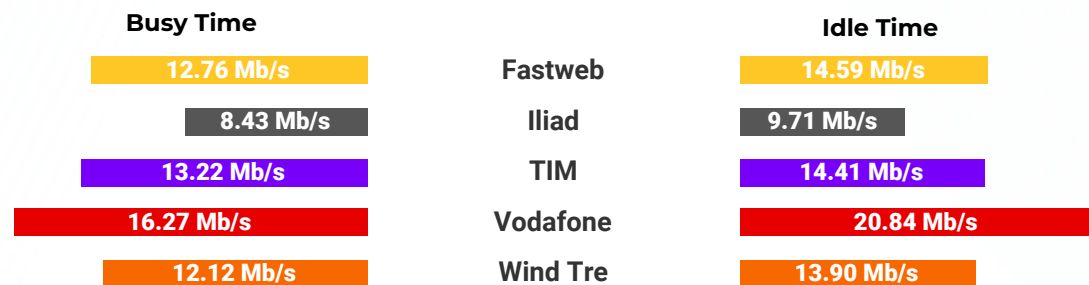 Busy Time Idle Time
12.76 Mb/s Fastweb 14.59 Mb/s
8.43 Mb/s Iliad 9.71 Mb/s
13.22 Mb/s TIM 14.41 Mb/s
16.27 Mb/s Vodafone 20.84 Mb/s
12.12 Mb/s Wind Tre 13.90 Mb/s